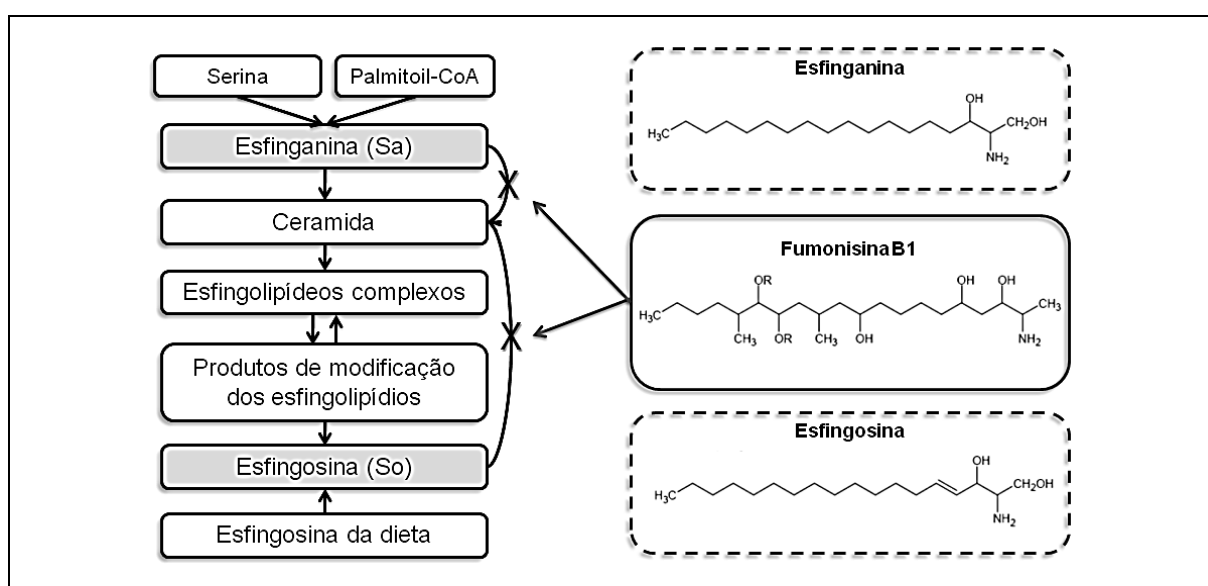 Serina
Palmitoil-CoA
Esfinganina (Sa)
Ceramida
Esfingolipídeos complexos
Produtos de modificação
dos esfingolipídios
Esfingosina (So)
Esfingosina da dieta
X
X
Esfinganina
OH
CH₂OH
H₃C
NH₂
FumonisinaB1
OR
OH
OH
H₃C
CH₃
CH₃
OR
CH₃
OH
NH₂
Esfingosina
OH
CH₂OH
H₃C
NH₂